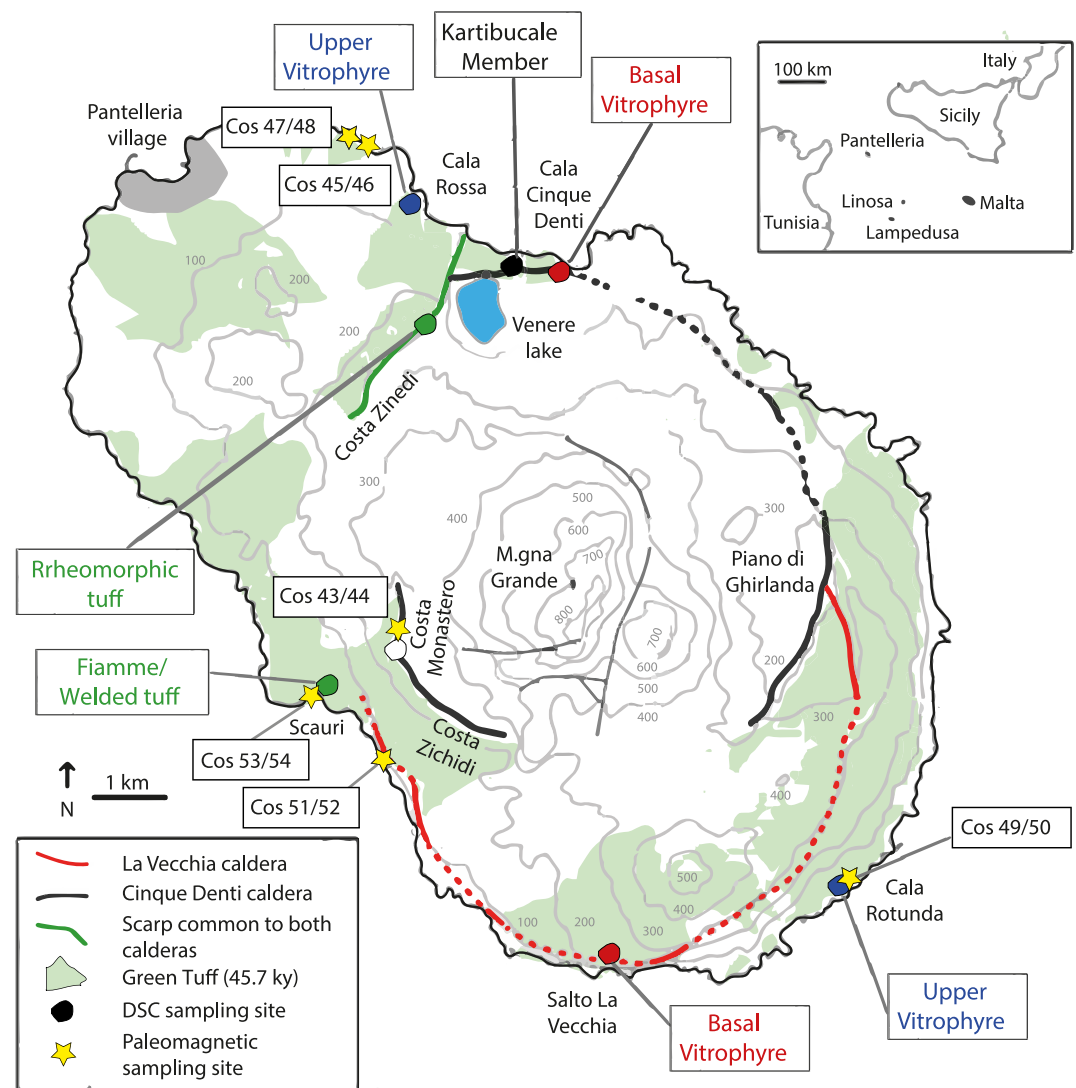 Upper
Vitrophyre
Kartibucale
Member
Basal
Vitrophyre
100 km
Italy
Sicily
Pantelleria
Linosa
Malta
Tunisia
Lampedusa
Pantelleria
village
Cos 47/48
Cos 45/46
Cala
Rossa
Cala
Cinque
Denti
100
200
200
200
Venere
lake
Costa Zinedi
300
400
500
600
700
800
M.gna
Grande
700
600
500
400
300
Piano di
Ghirlanda
200
300
400
Rrheomorphic
tuff
Cos 43/44
Costa
Monastero
Fiamme/
Welded tuff
Scauri
Costa
Zichidi
Cos 53/54
Cos 51/52
N
1 km
Cos 49/50
Cala
Rotunda
500
400
300
200
100
Salto La
Vecchia
Basal
Vitrophyre
Upper
Vitrophyre
La Vecchia caldera
Cinque Denti caldera
Scarp common to both
calderas
Green Tuff (45.7 ky)
DSC sampling site
Paleomagnetic
sampling site